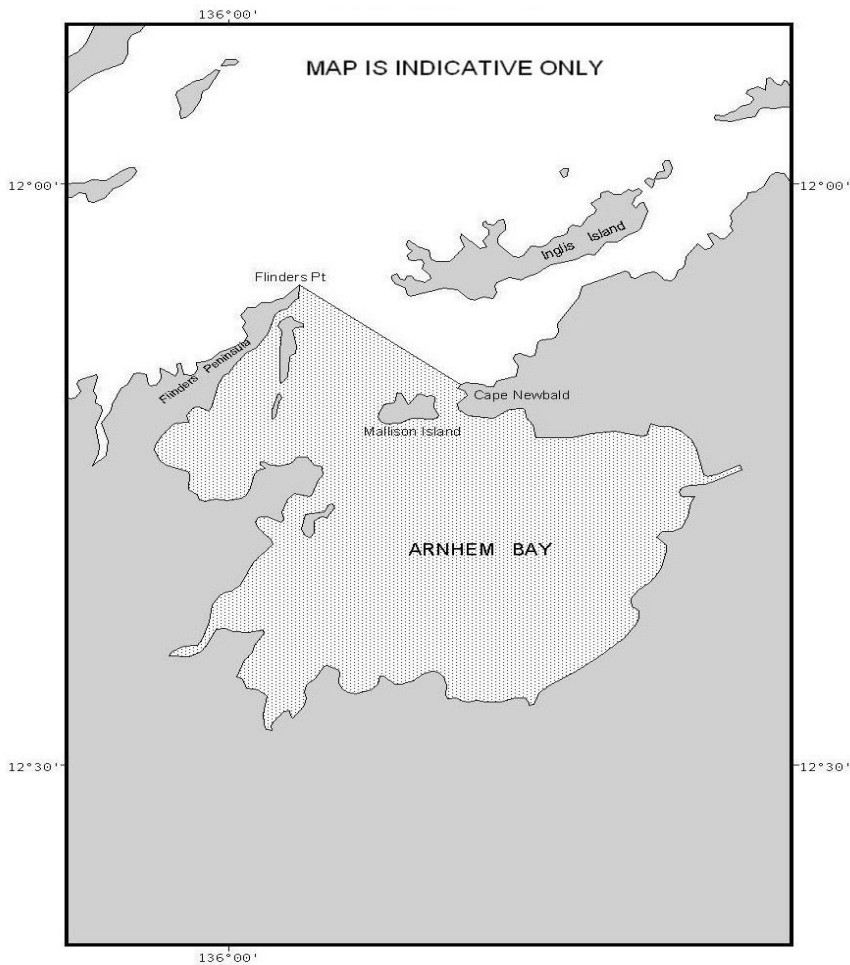 136°00'
MAP IS INDICATIVE ONLY
12°00'
12°00'
Inglis Island
Flinders Pt
Flinders Peninsula
Cape Newbald
Mallison Island
ARNHEM BAY
12°30'
12°30'
136°00'